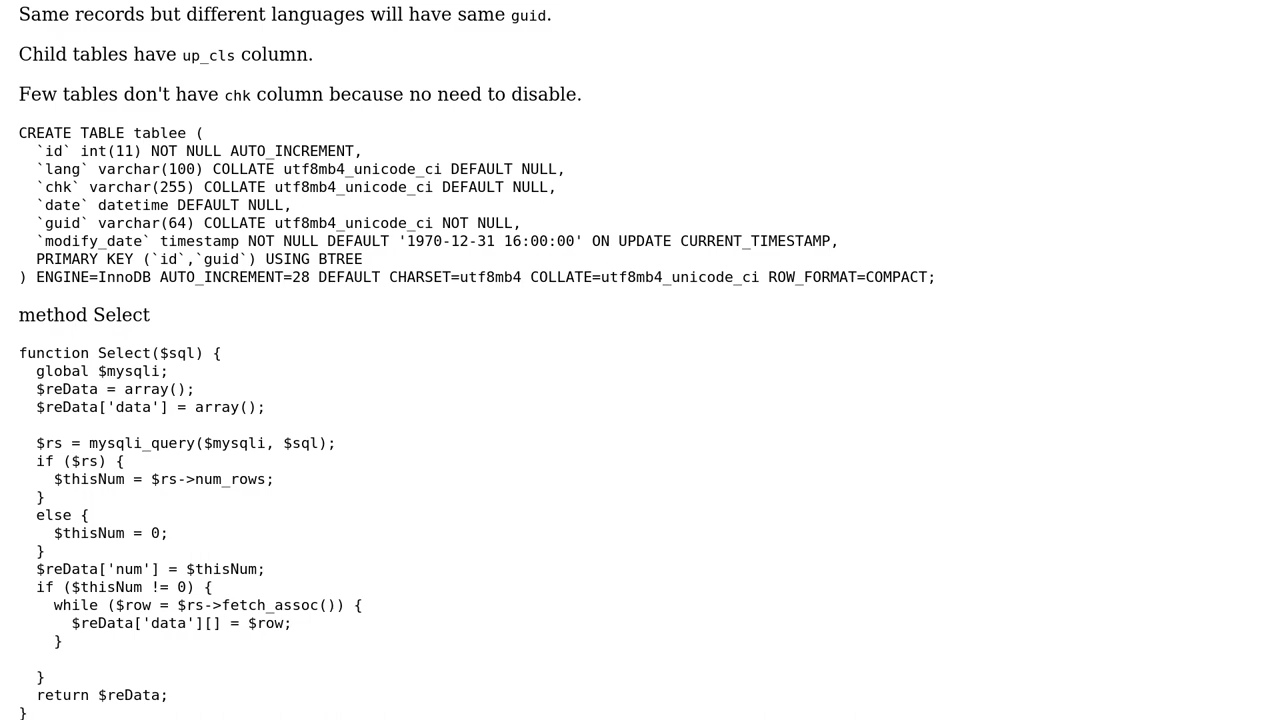 Same records but different languages will have same guid.
Child tables have up_cls column.
Few tables don't have chk column because no need to disable.
CREATE TABLE tablee (
  `id` int(11) NOT NULL AUTO_INCREMENT,
  `lang` varchar(100) COLLATE utf8mb4_unicode_ci DEFAULT NULL,
  `chk` varchar(255) COLLATE utf8mb4_unicode_ci DEFAULT NULL,
  `date` datetime DEFAULT NULL,
  `guid` varchar(64) COLLATE utf8mb4_unicode_ci NOT NULL,
  `modify_date` timestamp NOT NULL DEFAULT '1970-12-31 16:00:00' ON UPDATE CURRENT_TIMESTAMP,
  PRIMARY KEY (`id`,`guid`) USING BTREE
) ENGINE=InnoDB AUTO_INCREMENT=28 DEFAULT CHARSET=utf8mb4 COLLATE=utf8mb4_unicode_ci ROW_FORMAT=COMPACT;
method Select
function Select($sql) {
  global $mysqli;
  $reData = array();
  $reData['data'] = array();

  $rs = mysqli_query($mysqli, $sql);
  if ($rs) {
    $thisNum = $rs->num_rows;
  }
  else {
    $thisNum = 0;
  }
  $reData['num'] = $thisNum;
  if ($thisNum != 0) {
    while ($row = $rs->fetch_assoc()) {
      $reData['data'][] = $row;
    }

  }
  return $reData;
}